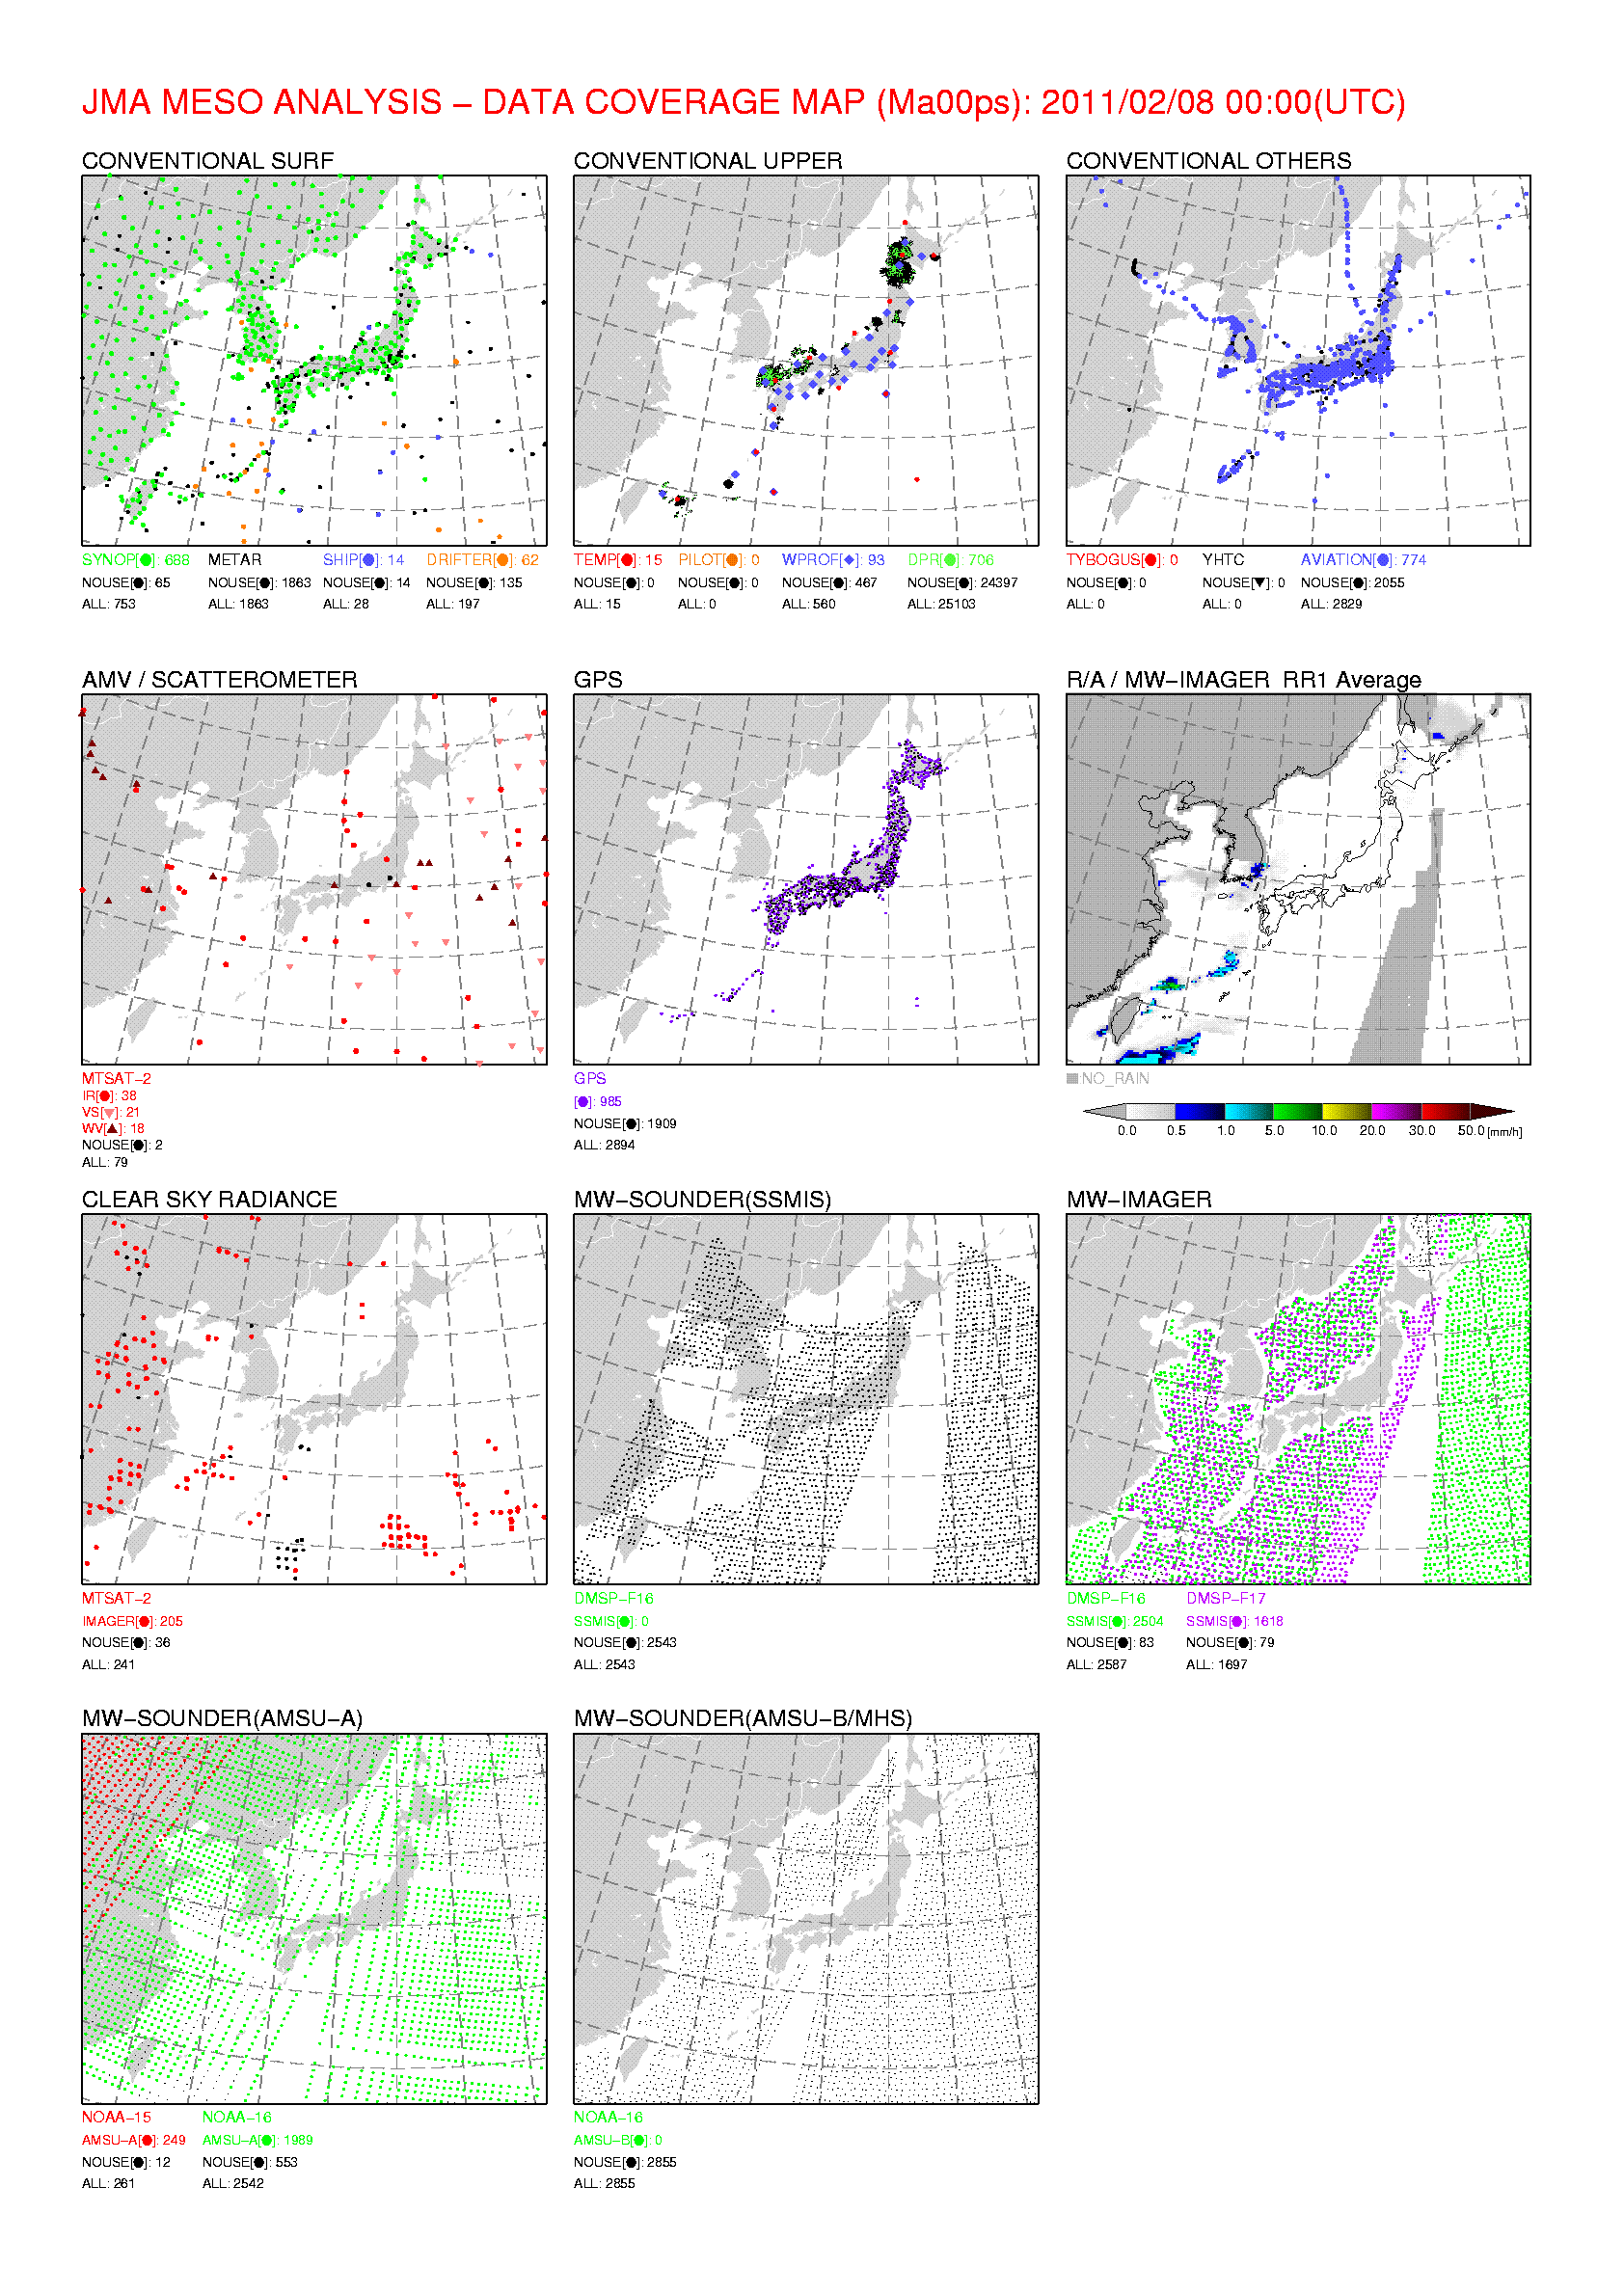 JMA MESO ANALYSIS – DATA COVERAGE MAP (Ma00ps): 2011/02/08 00:00(UTC)
CONVENTIONAL SURF
SYNOP[●]: 688 METAR SHIP[●]: 14 DRIFTER[●]: 62
NOUSE[●]: 65 NOUSE[●]: 1863 NOUSE[●]: 14 NOUSE[●]: 135
ALL: 753 ALL: 1863 ALL: 28 ALL: 197
CONVENTIONAL UPPER
TEMP[●]: 15 PILOT[●]: 0 WPROF[◆]: 93 DPR[●]: 706
NOUSE[●]: 0 NOUSE[●]: 0 NOUSE[●]: 467 NOUSE[●]: 24397
ALL: 15 ALL: 0 ALL: 560 ALL: 25103
CONVENTIONAL OTHERS
TYBOGUS[●]: 0 YHTC AVIATION[●]: 774
NOUSE[●]: 0 NOUSE[▼]: 0 NOUSE[●]: 2055
ALL: 0 ALL: 0 ALL: 2829
AMV / SCATTEROMETER
MTSAT–2
IR[●]: 38
VS[▼]: 21
WV[▲]: 18
NOUSE[●]: 2
ALL: 79
GPS
GPS
[●]: 985
NOUSE[●]: 1909
ALL: 2894
R/A / MW–IMAGER RR1 Average
■:NO_RAIN
0.0 0.5 1.0 5.0 10.0 20.0 30.0 50.0 [mm/h]
CLEAR SKY RADIANCE
MTSAT–2
IMAGER[●]: 205
NOUSE[●]: 36
ALL: 241
MW–SOUNDER(SSMIS)
DMSP–F16
SSMIS[●]: 0
NOUSE[●]: 2543
ALL: 2543
MW–IMAGER
DMSP–F16 DMSP–F17
SSMIS[●]: 2504 SSMIS[●]: 1618
NOUSE[●]: 83 NOUSE[●]: 79
ALL: 2587 ALL: 1697
MW–SOUNDER(AMSU–A)
NOAA–15 NOAA–16
AMSU–A[●]: 249 AMSU–A[●]: 1989
NOUSE[●]: 12 NOUSE[●]: 553
ALL: 261 ALL: 2542
MW–SOUNDER(AMSU–B/MHS)
NOAA–16
AMSU–B[●]: 0
NOUSE[●]: 2855
ALL: 2855